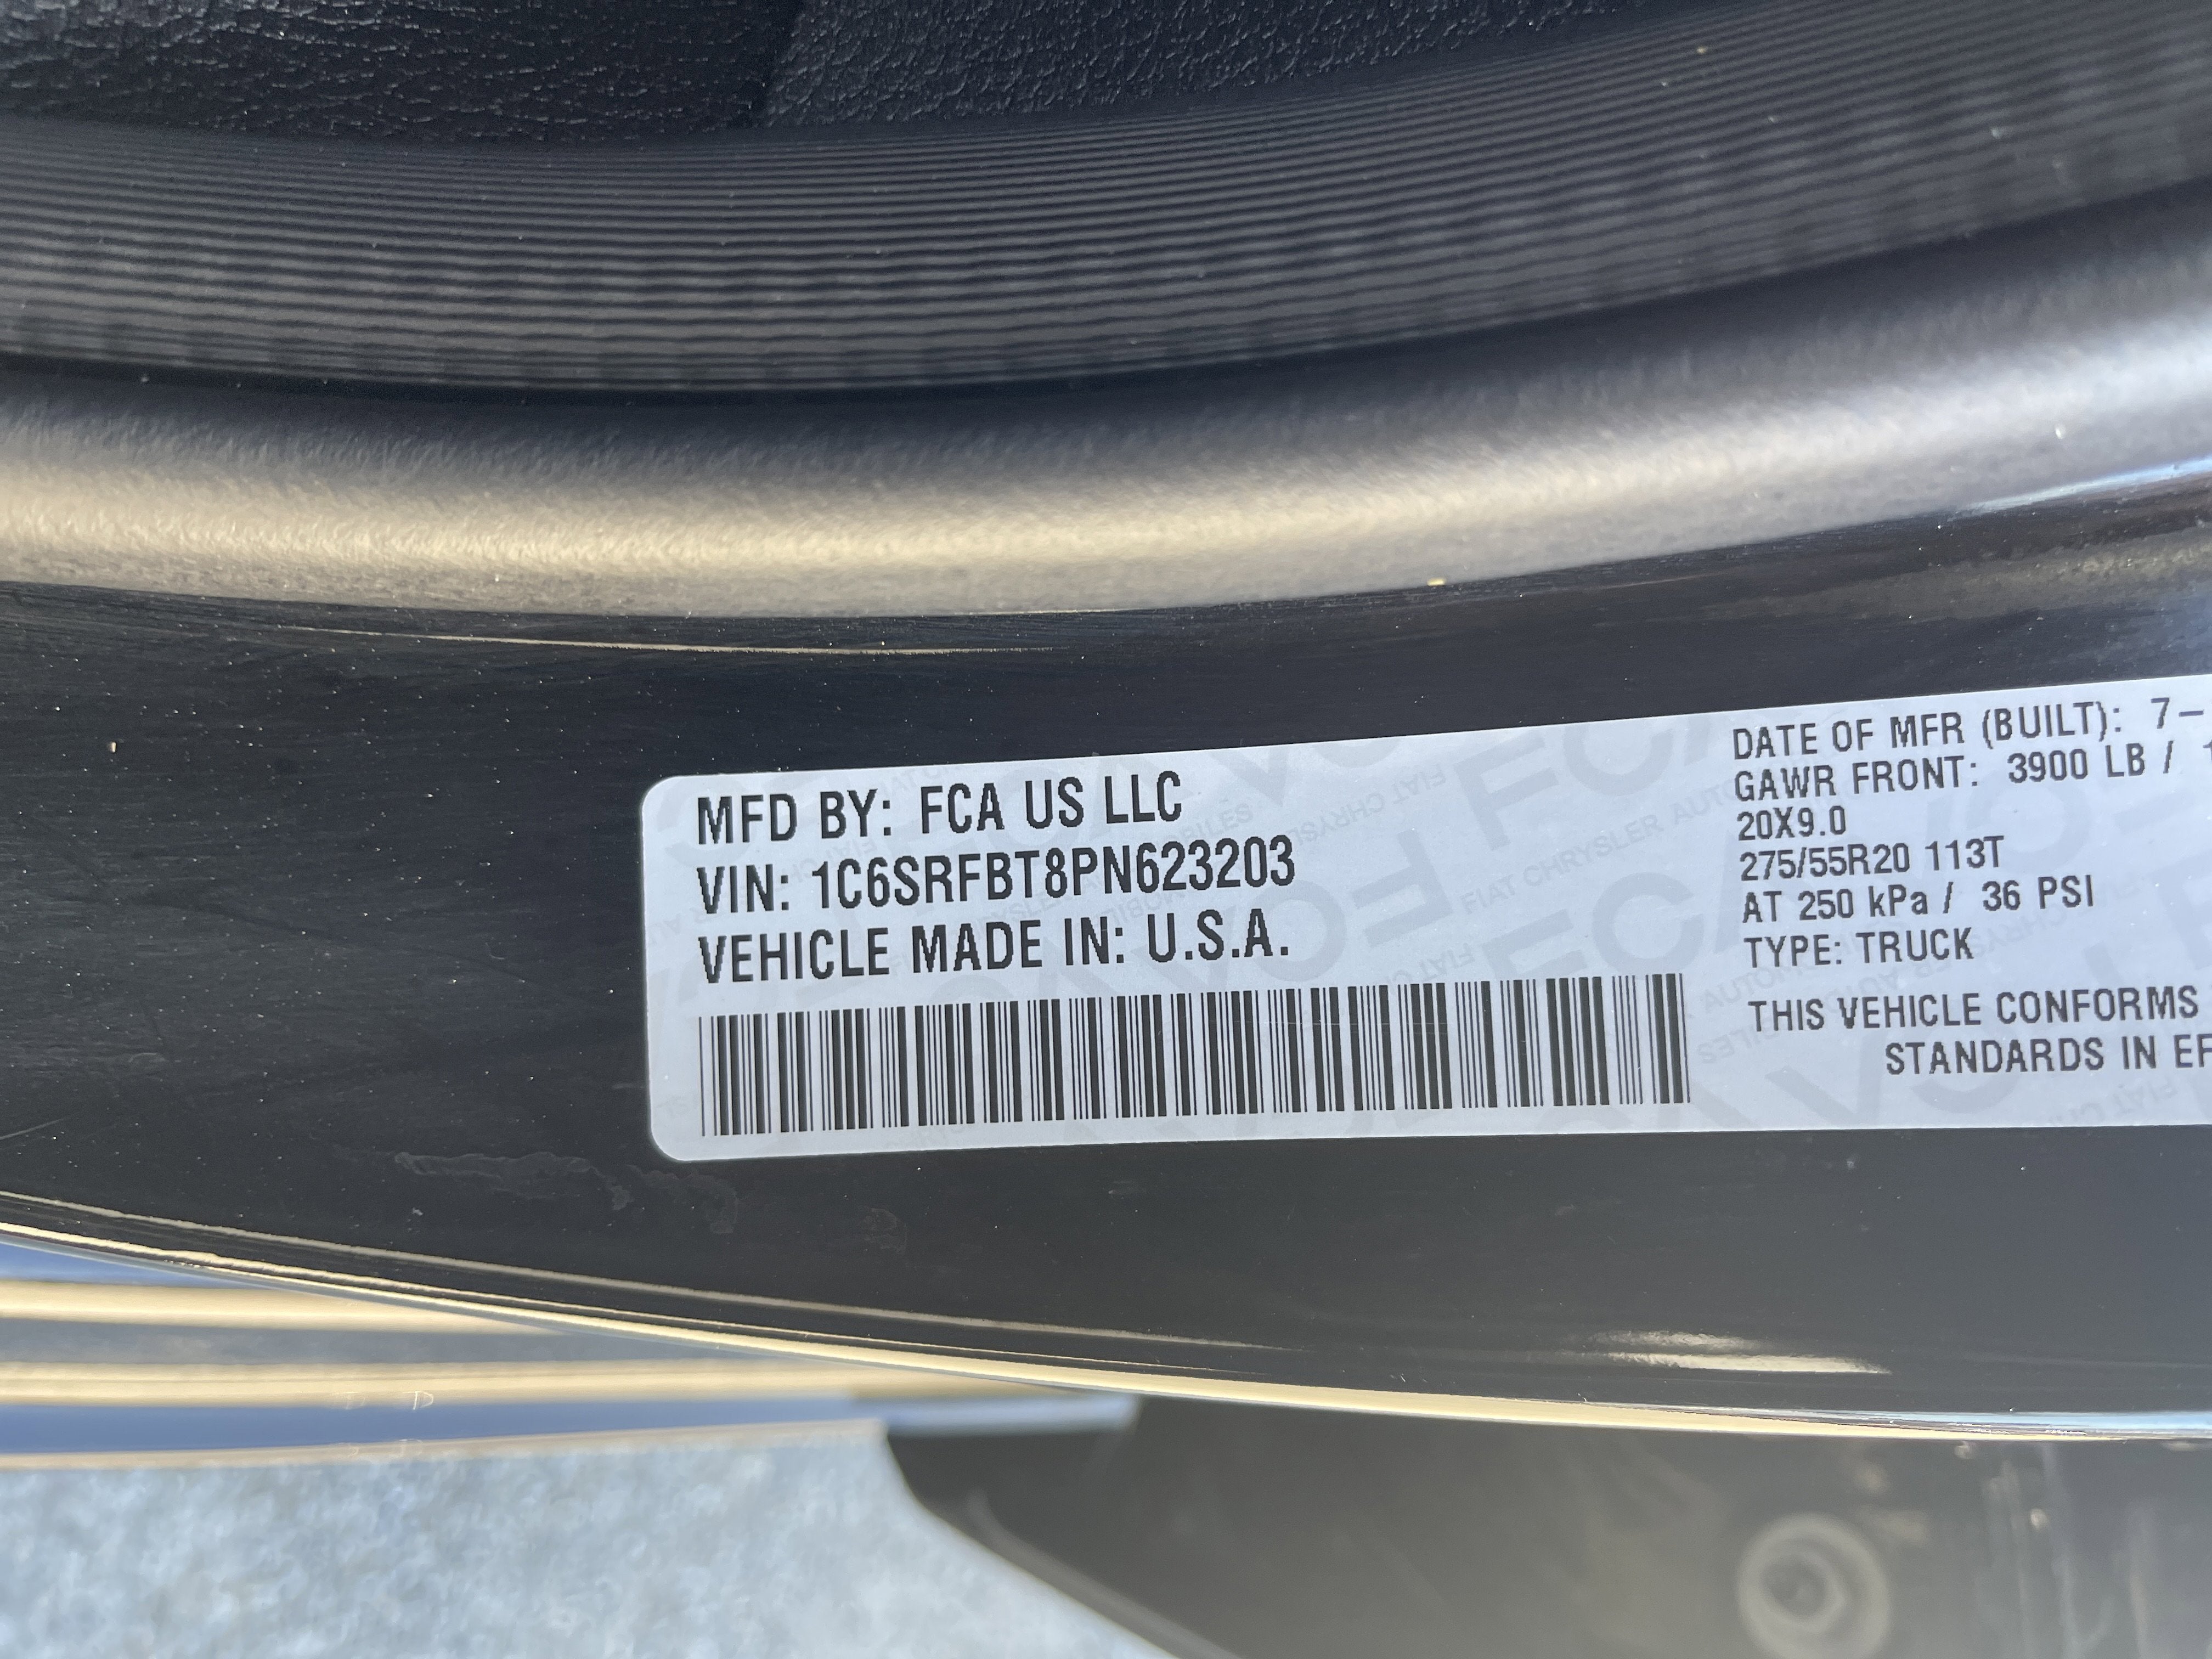 MFD BY: FCA US LLC
VIN: 1C6SRFBT8PN623203
VEHICLE MADE IN: U.S.A.
DATE OF MFR (BUILT): 7-
GAWR FRONT: 3900 LB /
20X9.0
275/55R20 113T
AT 250 kPa / 36 PSI
TYPE: TRUCK
THIS VEHICLE CONFORMS
STANDARDS IN